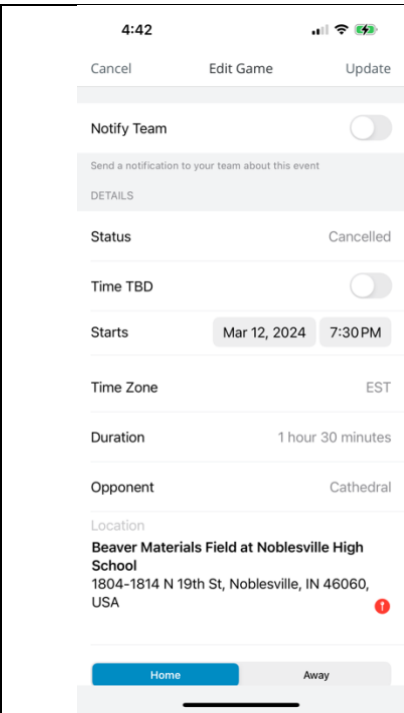 4:42
Cancel Edit Game Update
Notify Team
Send a notification to your team about this event
DETAILS
Status Cancelled
Time TBD
Starts Mar 12, 2024 7:30 PM
Time Zone EST
Duration 1 hour 30 minutes
Opponent Cathedral
Location
Beaver Materials Field at Noblesville High
School
1804-1814 N 19th St, Noblesville, IN 46060,
USA
Home Away